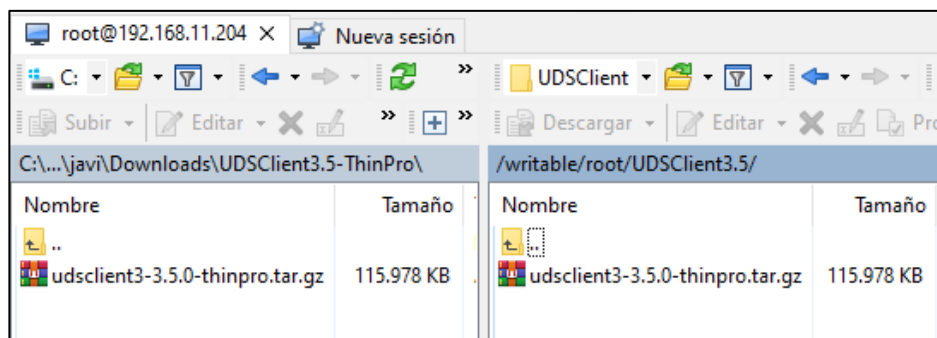 root@192.168.11.204 × Nueva sesión
C: » UDSClient
Subir Editar » » Descargar Editar Pro
C:\...\javi\Downloads\UDSClient3.5-ThinPro\ /writable/root/UDSClient3.5/
Nombre Tamaño Nombre Tamaño
.. ..
udsclient3-3.5.0-thinpro.tar.gz 115.978 KB udsclient3-3.5.0-thinpro.tar.gz 115.978 KB